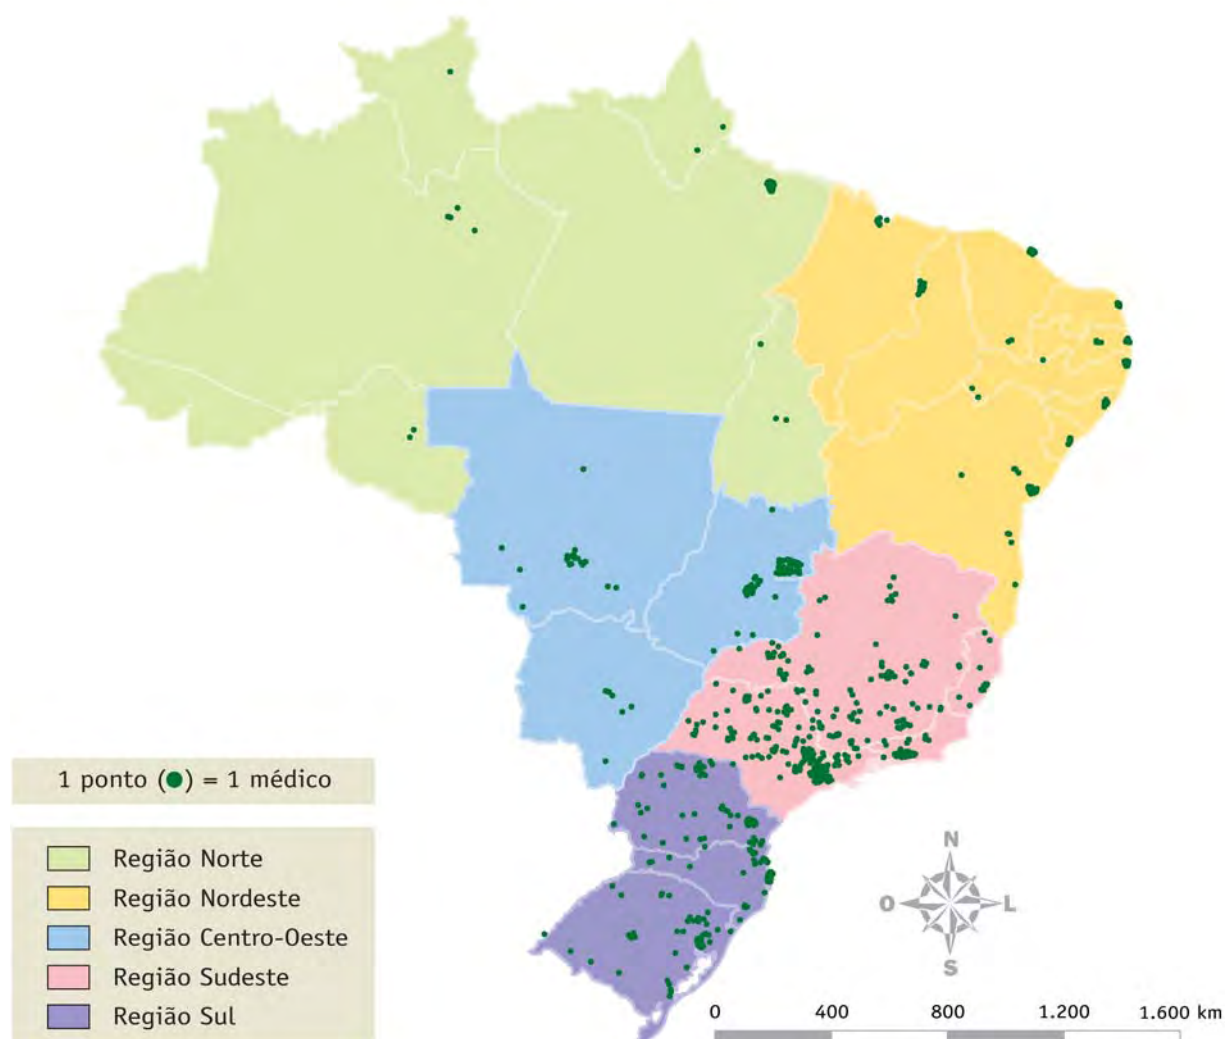 1 ponto (●) = 1 médico
Região Norte
Região Nordeste
Região Centro-Oeste
Região Sudeste
Região Sul
N
O
L
S
0 400 800 1.200 1.600 km